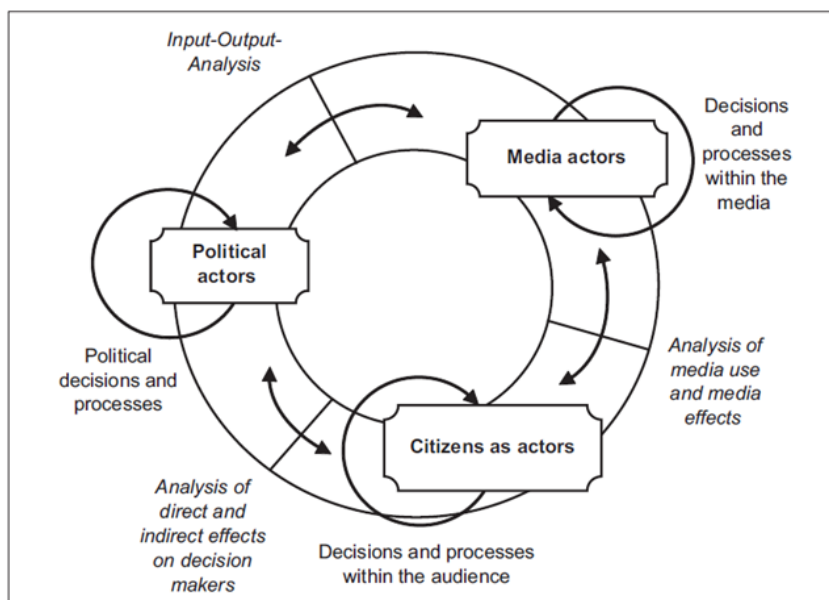 Input-Output-
Analysis
Media actors
Decisions
and
processes
within the
media
Political
actors
Political
decisions and
processes
Analysis of
media use
and media
effects
Citizens as actors
Analysis of
direct and
indirect effects
on decision
makers
Decisions and processes
within the audience